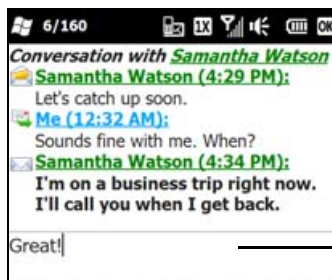 6/160 1X OK
Conversation with Samantha Watson
Samantha Watson (4:29 PM):
Let's catch up soon.
Me (12:32 AM):
Sounds fine with me. When?
Samantha Watson (4:34 PM):
I'm on a business trip right now.
I'll call you when I get back.
Great!